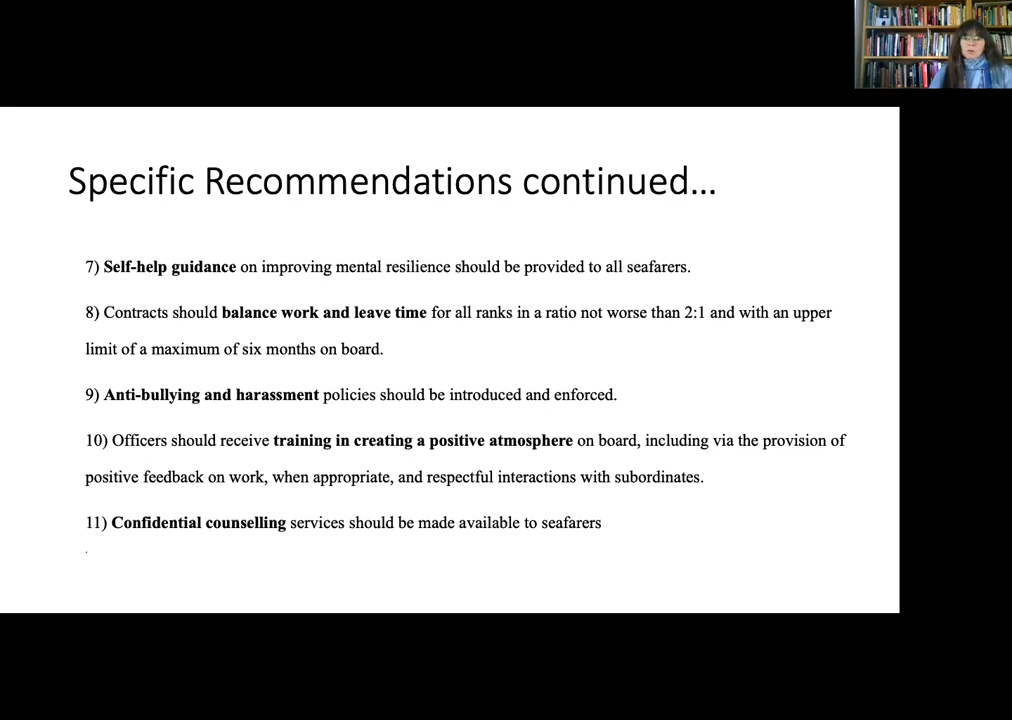 Specific Recommendations continued...
7) Self-help guidance on improving mental resilience should be provided to all seafarers.
8) Contracts should balance work and leave time for all ranks in a ratio not worse than 2:1 and with an upper
limit of a maximum of six months on board.
9) Anti-bullying and harassment policies should be introduced and enforced.
10) Officers should receive training in creating a positive atmosphere on board, including via the provision of
positive feedback on work, when appropriate, and respectful interactions with subordinates.
11) Confidential counselling services should be made available to seafarers
.